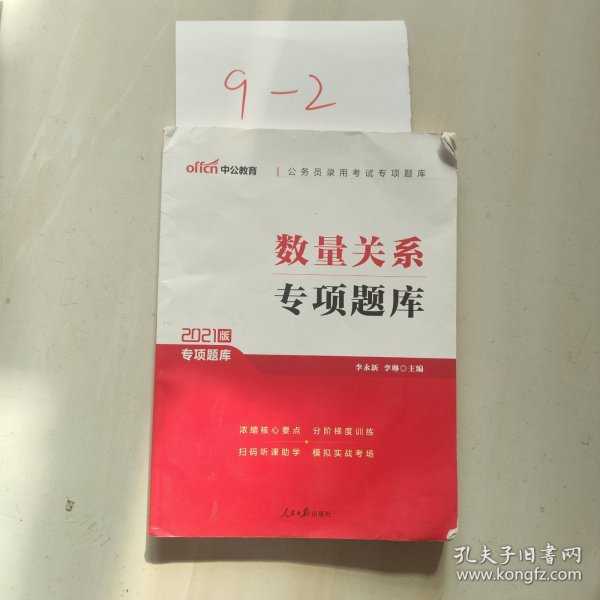 9-2
offcn中公教育 | 公务员录用考试专项题库
数量关系
专项题库
2021版
专项题库
李永新 李琳◎主编
浓缩核心要点 分阶梯度训练
扫码听课助学 模拟实战考场
人民日报出版社
孔夫子旧书网
www.kongfz.com